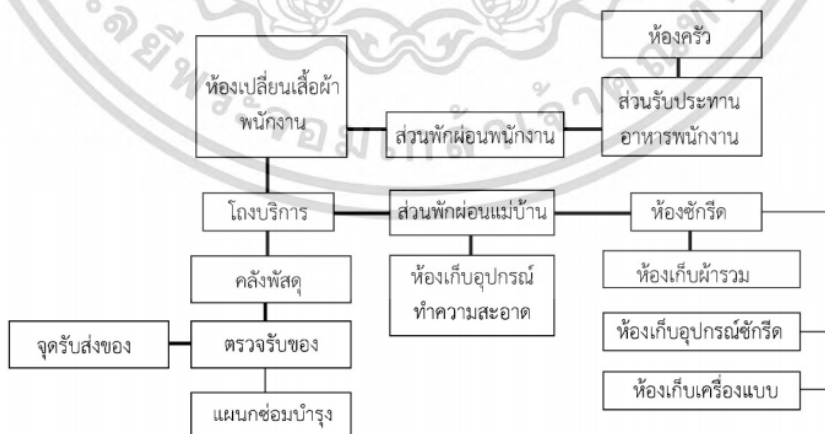 ห้องครัว
ห้องเปลี่ยนเสื้อผ้า
พนักงาน
ส่วนพักผ่อนพนักงาน
ส่วนรับประทาน
อาหารพนักงาน
โถงบริการ
ส่วนพักผ่อนแม่บ้าน
ห้องซักรีด
คลังพัสดุ
ห้องเก็บอุปกรณ์
ทำความสะอาด
ห้องเก็บผ้ารวม
จุดรับส่งของ
ตรวจรับของ
ห้องเก็บอุปกรณ์ซักรีด
แผนกซ่อมบำรุง
ห้องเก็บเครื่องแบบ